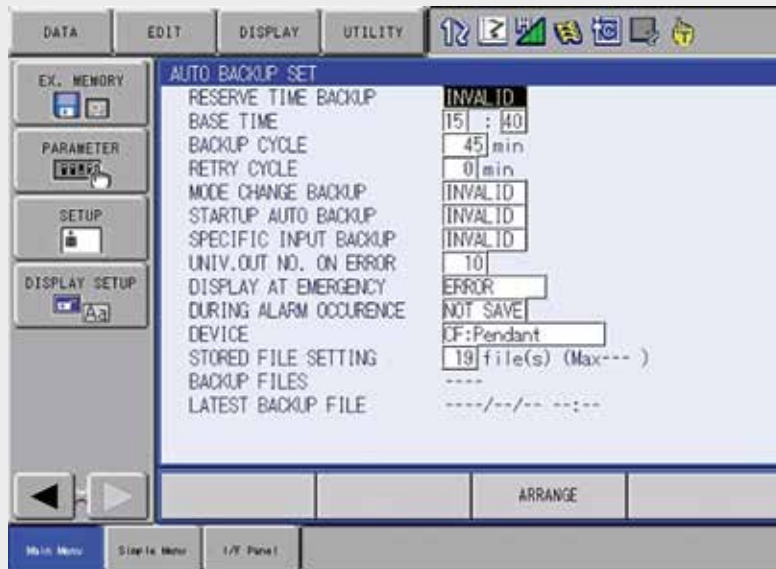 DATA EDIT DISPLAY UTILITY
EX. MEMORY
PARAMETER
SETUP
DISPLAY SETUP
Aa
AUTO BACKUP SET
RESERVE TIME BACKUP INVALID
BASE TIME 15 : 40
BACKUP CYCLE 45 min
RETRY CYCLE 0 min
MODE CHANGE BACKUP INVALID
STARTUP AUTO BACKUP INVALID
SPECIFIC INPUT BACKUP INVALID
UNIV.OUT NO. ON ERROR 10
DISPLAY AT EMERGENCY ERROR
DURING ALARM OCCURENCE NOT SAVE
DEVICE CF:Pendant
STORED FILE SETTING 19 file(s) (Max--- )
BACKUP FILES ----
LATEST BACKUP FILE ----/--/-- --:--
ARRANGE
Main Menu Simple Menu I/F Panel